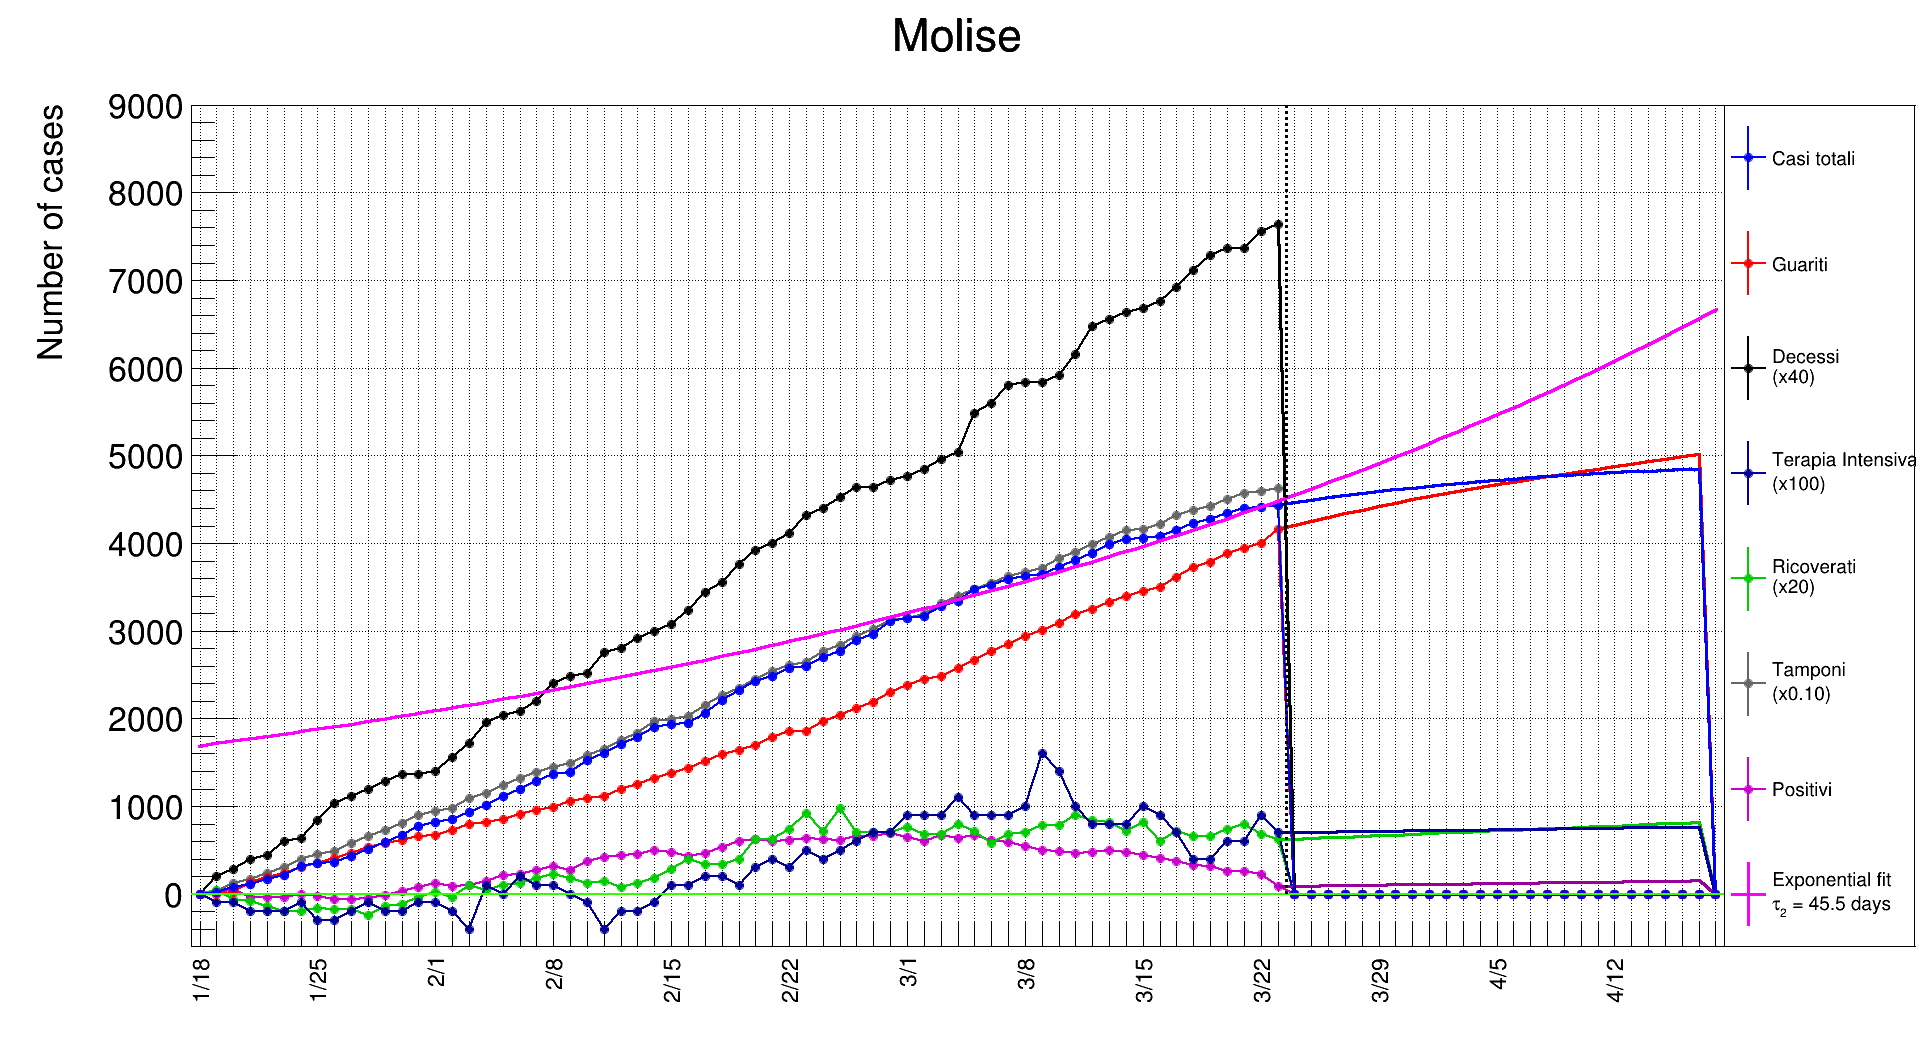 Molise
Number of cases
9000
8000
7000
6000
5000
4000
3000
2000
1000
0
1/18
1/25
2/1
2/8
2/15
2/22
3/1
3/8
3/15
3/22
3/29
4/5
4/12
Casi totali
Guariti
Decessi
(x40)
Terapia Intensiva
(x100)
Ricoverati
(x20)
Tamponi
(x0.10)
Positivi
Exponential fit
τ2 = 45.5 days